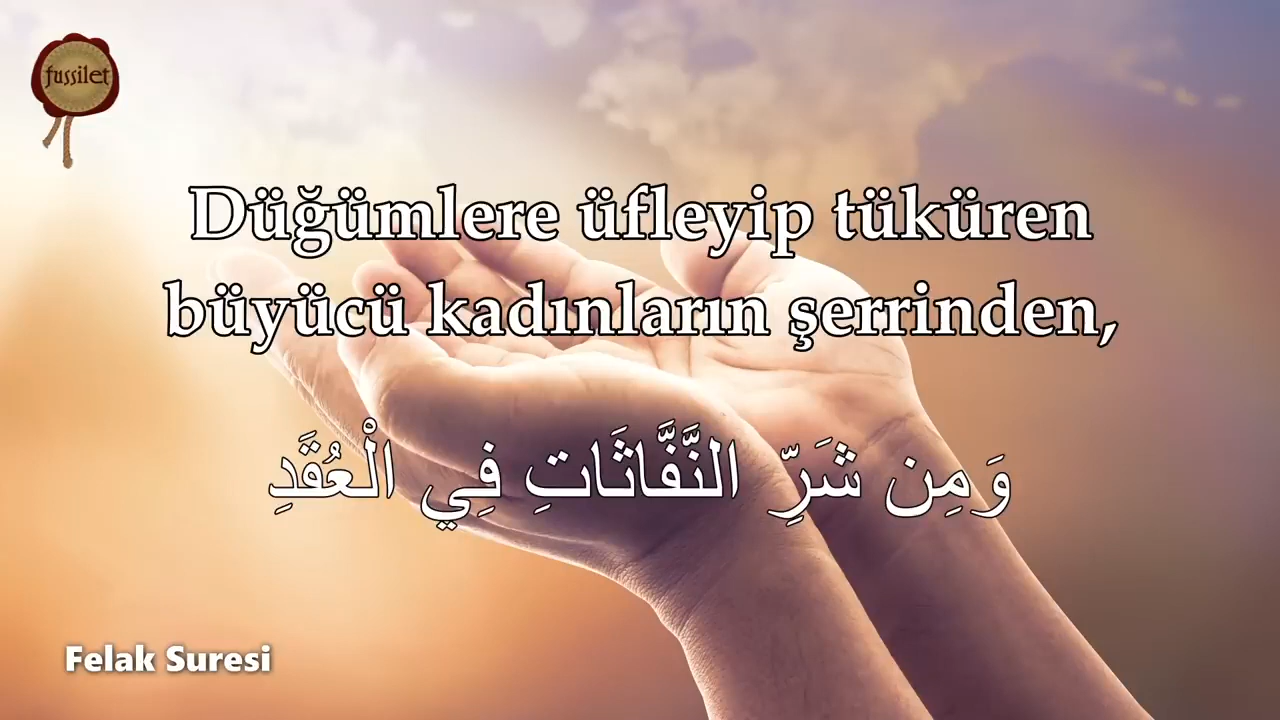 fussilet
Düğümlere üfleyip tüküren
büyücü kadınların şerrinden,
وَمِن شَرِّ النَّفَّاثَاتِ فِي الْعُقَدِ
Felak Suresi